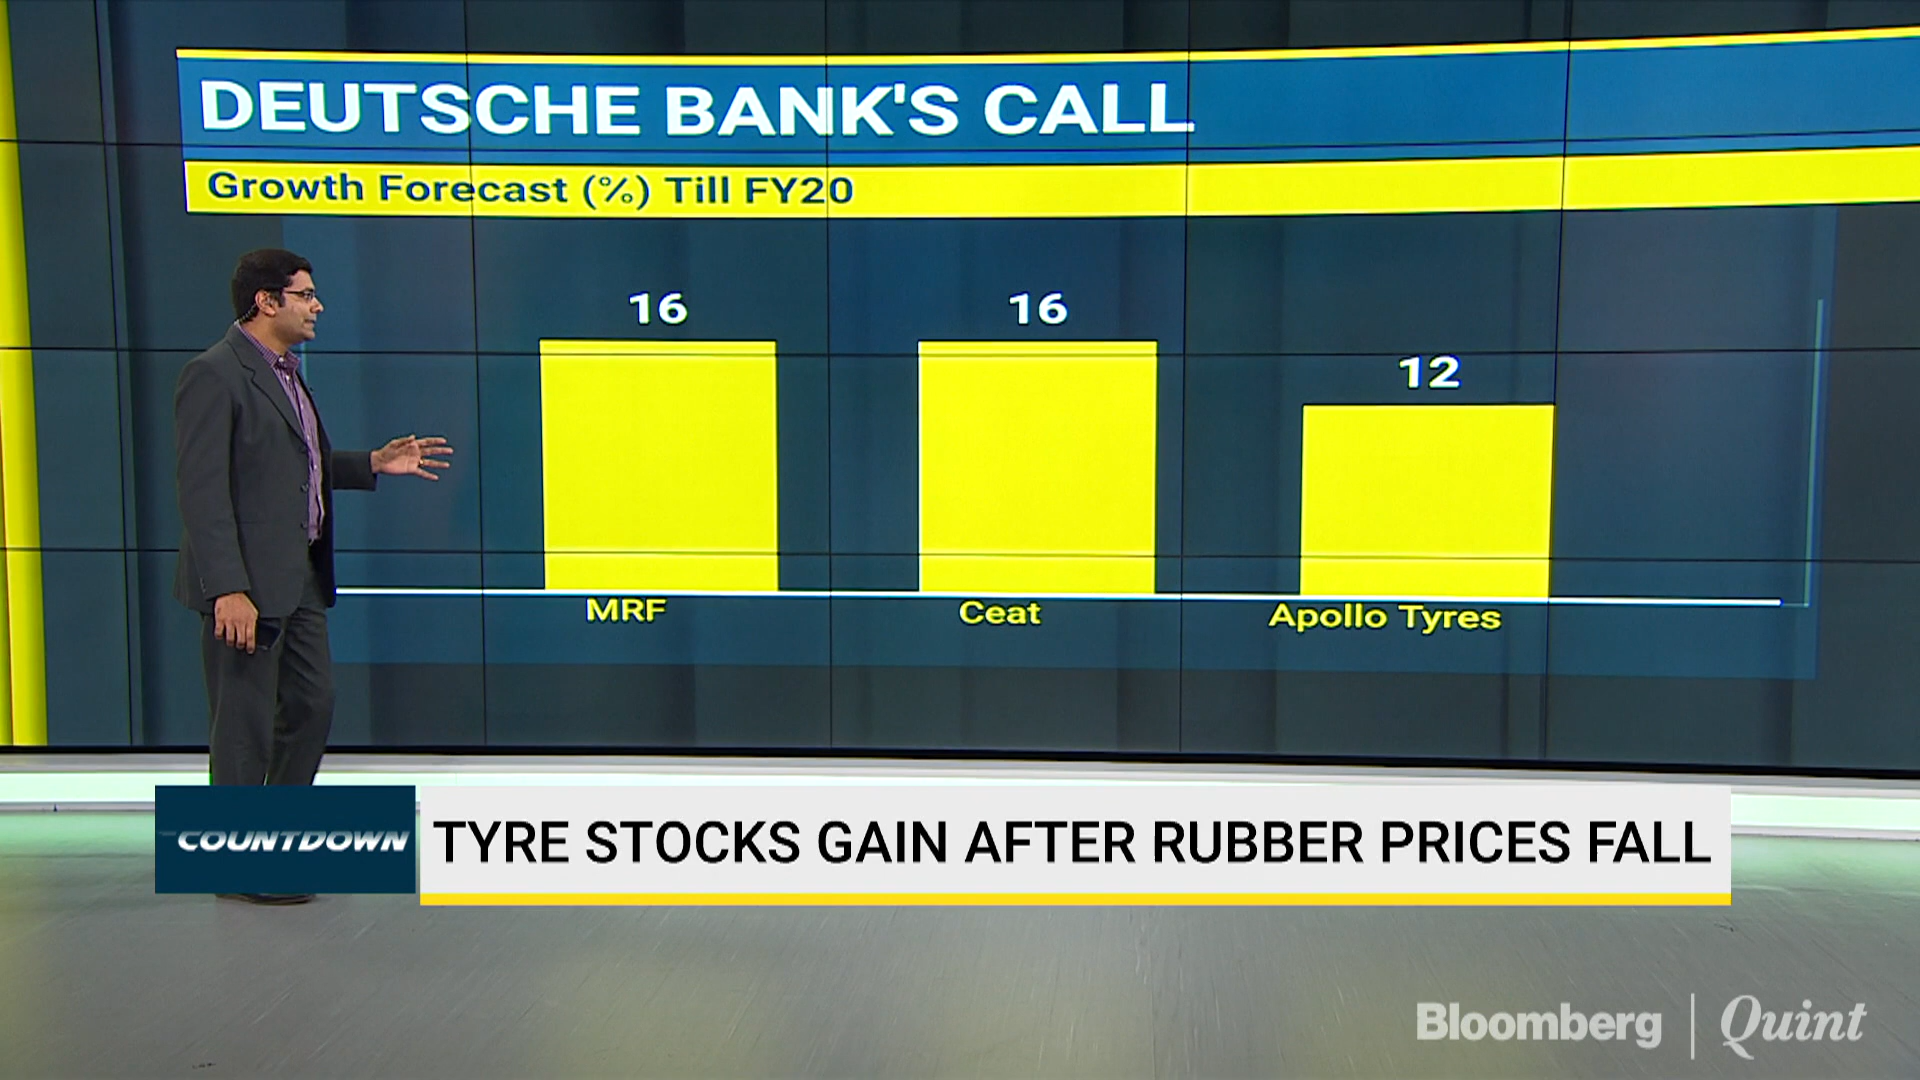 DEUTSCHE BANK'S CALL
Growth Forecast (%) Till FY20
16
16
12
MRF
Ceat
Apollo Tyres
COUNTDOWN
TYRE STOCKS GAIN AFTER RUBBER PRICES FALL
Bloomberg | Quint